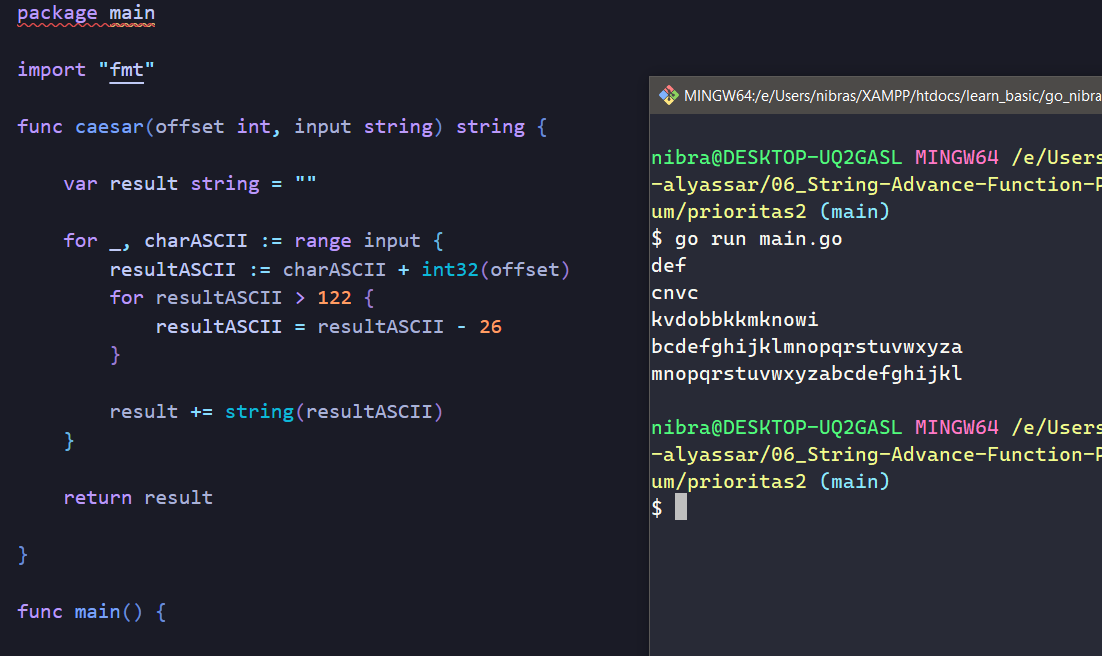 package main
import "fmt"
func caesar(offset int, input string) string {
var result string = ""
for _, charASCII := range input {
resultASCII := charASCII + int32(offset)
for resultASCII > 122 {
resultASCII = resultASCII - 26
}
result += string(resultASCII)
}
return result
}
func main() {
MINGW64:/e/Users/nibras/XAMPP/htdocs/learn_basic/go_nibra
nibra@DESKTOP-UQ2GASL MINGW64 /e/Users
-alyassar/06_String-Advance-Function-P
um/prioritas2 (main)
$ go run main.go
def
cnvc
kvdobbkkmknowi
bcdefghijklmnopqrstuvwxyza
mnopqrstuvwxyzabcdefghijkl
nibra@DESKTOP-UQ2GASL MINGW64 /e/Users
-alyassar/06_String-Advance-Function-P
um/prioritas2 (main)
$